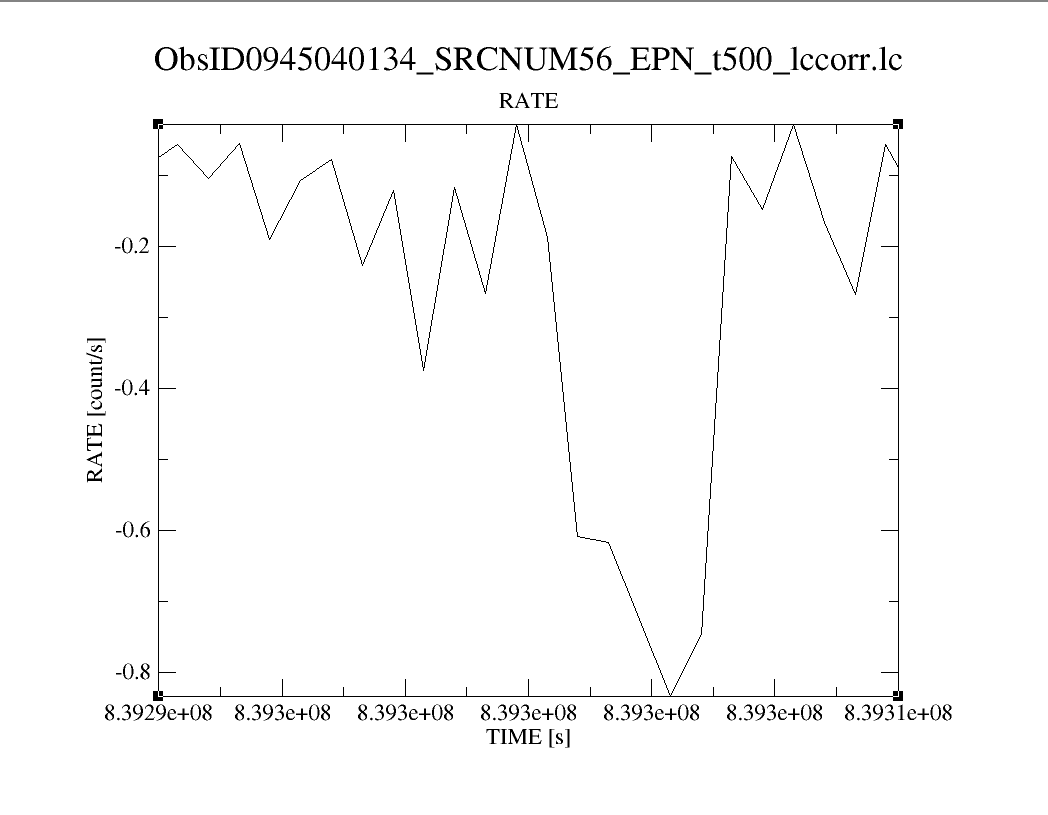 ObsID0945040134_SRCNUM56_EPN_t500_lccorr.lc
RATE
-0.2
-0.4
-0.6
-0.8
RATE [count/s]
8.3929e+08 8.393e+08 8.393e+08 8.393e+08 8.393e+08 8.393e+08 8.3931e+08
TIME [s]